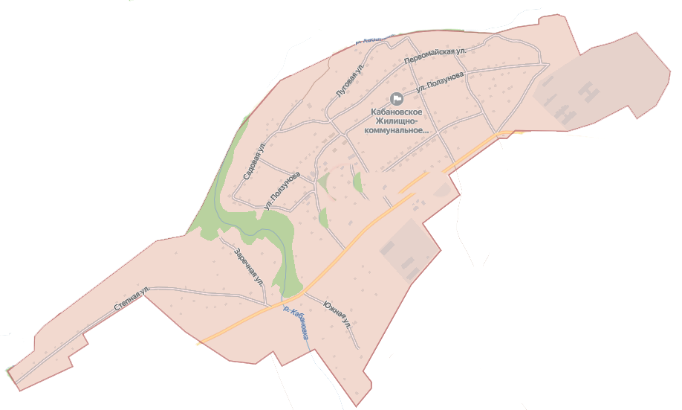 Первомайская ул.
ул. Ползунова
Луговая ул.
Кабановское
Жилищно-
коммунальное...
Садовая ул.
ул. Ползунова
Заречная ул.
Степная ул.
р. Кабановка
Южная ул.